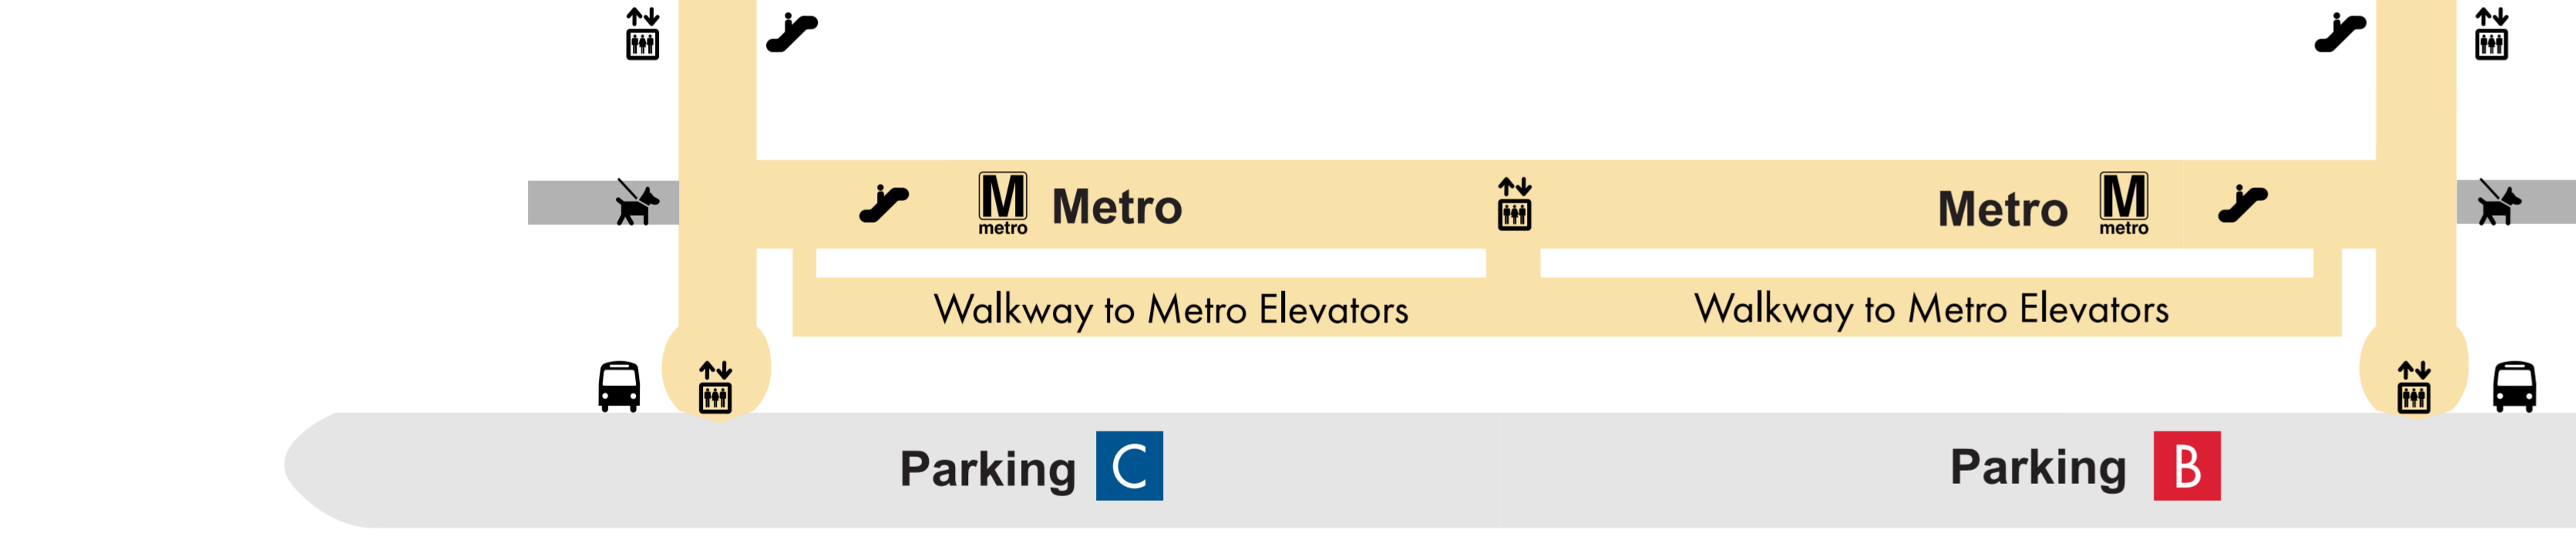 M Metro
metro
Metro M
metro
Walkway to Metro Elevators
Walkway to Metro Elevators
Parking C
Parking B